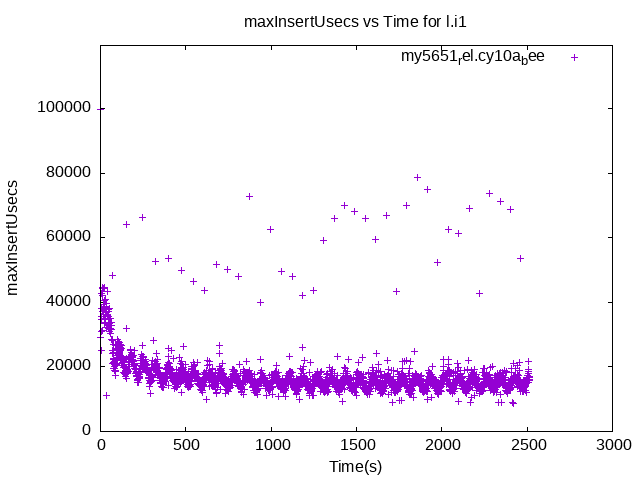 maxInsertUsecs vs Time for l.i1
my5651rel.cy10abee
100000
80000
60000
40000
20000
0
maxInsertUsecs
0 500 1000 1500 2000 2500 3000
Time(s)